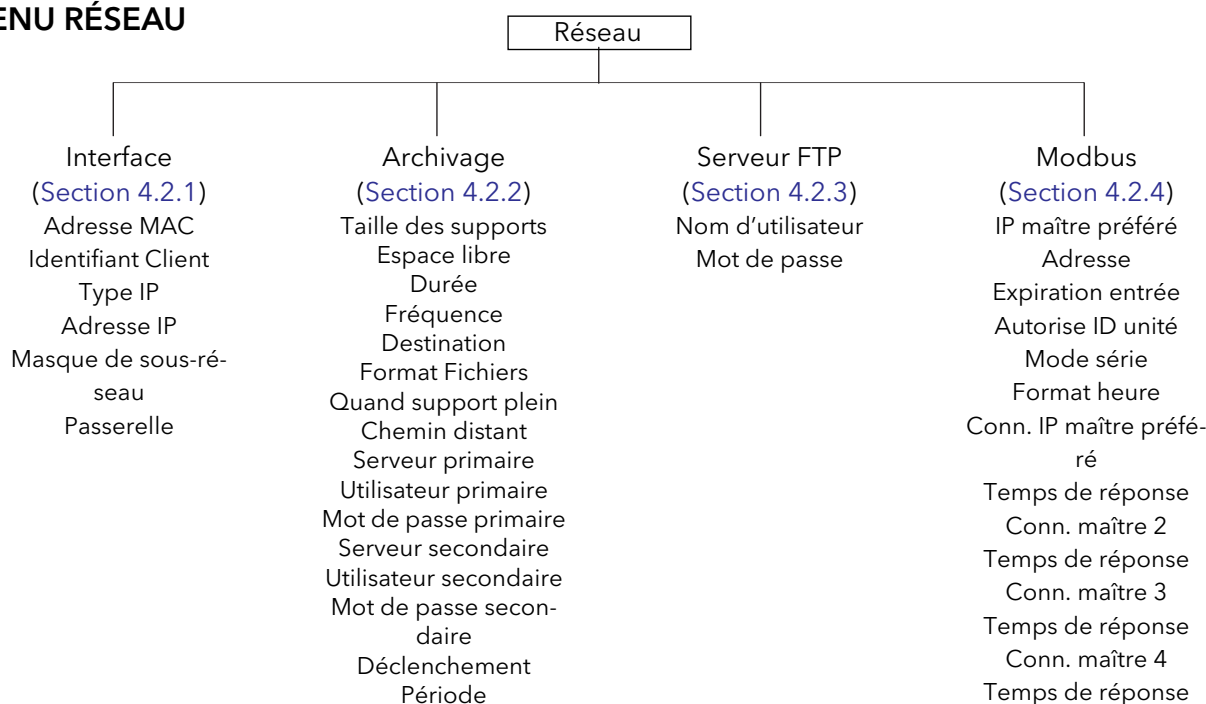 ENU RÉSEAU
Réseau
Interface
(Section 4.2.1)
Adresse MAC
Identifiant Client
Type IP
Adresse IP
Masque de sous-ré-
seau
Passerelle
Archivage
(Section 4.2.2)
Taille des supports
Espace libre
Durée
Fréquence
Destination
Format Fichiers
Quand support plein
Chemin distant
Serveur primaire
Utilisateur primaire
Mot de passe primaire
Serveur secondaire
Utilisateur secondaire
Mot de passe secon-
daire
Déclenchement
Période
Serveur FTP
(Section 4.2.3)
Nom d’utilisateur
Mot de passe
Modbus
(Section 4.2.4)
IP maître préféré
Adresse
Expiration entrée
Autorise ID unité
Mode série
Format heure
Conn. IP maître préfé-
ré
Temps de réponse
Conn. maître 2
Temps de réponse
Conn. maître 3
Temps de réponse
Conn. maître 4
Temps de réponse